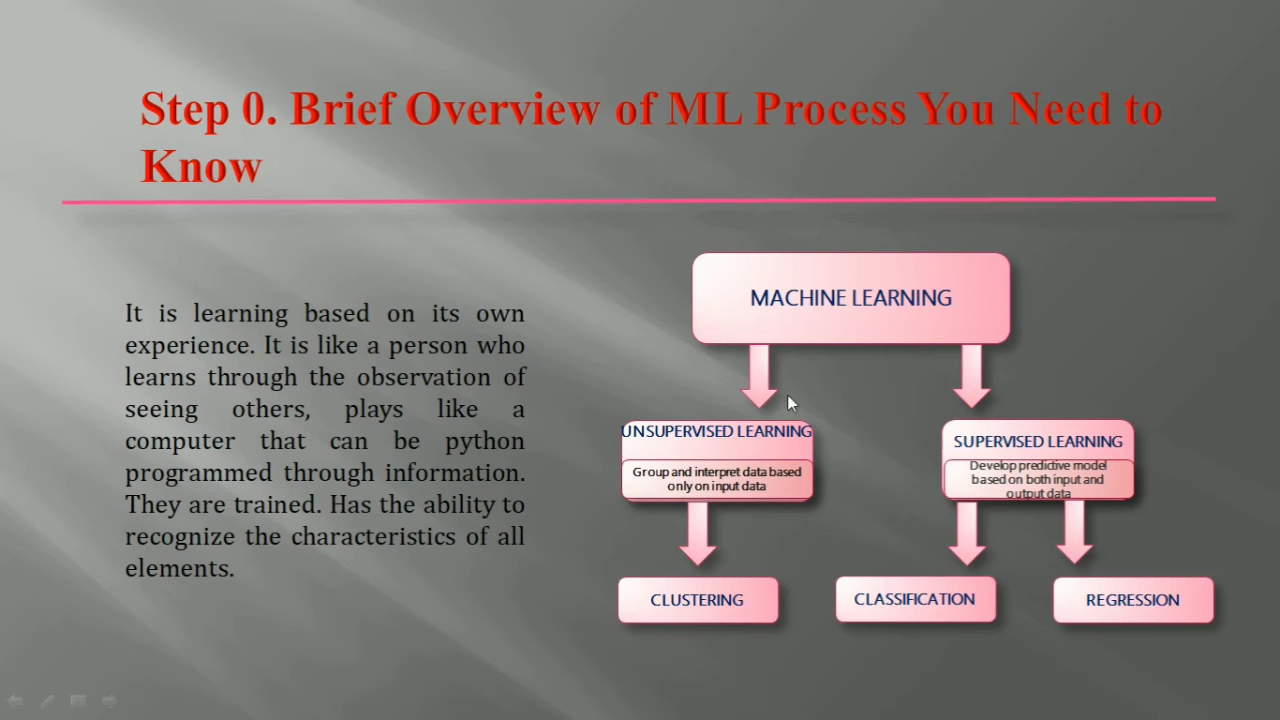 Step 0. Brief Overview of ML Process You Need to
Know
It is learning based on its own
experience. It is like a person who
learns through the observation of
seeing others, plays like a
computer that can be python
programmed through information.
They are trained. Has the ability to
recognize the characteristics of all
elements.
MACHINE LEARNING
UNSUPERVISED LEARNING
Group and interpret data based
only on input data
SUPERVISED LEARNING
Develop predictive model
based on both input and
output data
CLUSTERING
CLASSIFICATION
REGRESSION